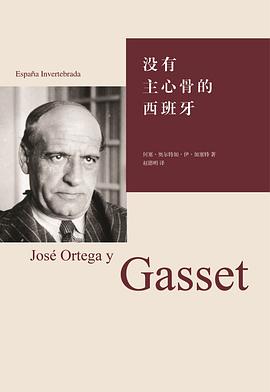 没有
主心骨的
西班牙
España Invertebrada
何塞·奥尔特加·伊·加塞特 著
赵德明 译
José Ortega y
Gasset